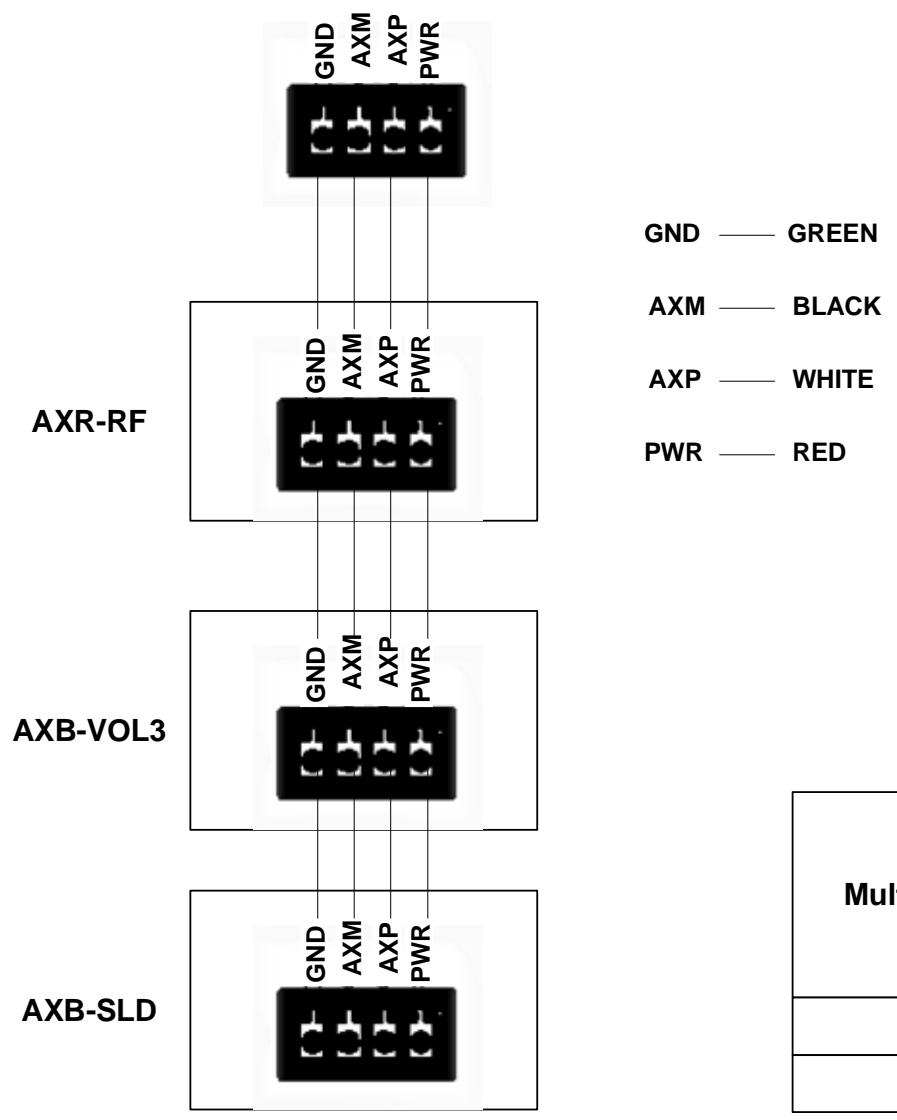 GND AXM AXP PWR
GND GREEN
AXM BLACK
AXP WHITE
PWR RED
GND AXM AXP PWR
AXR-RF
GND AXM AXP PWR
AXB-VOL3
GND AXM AXP PWR
AXB-SLD